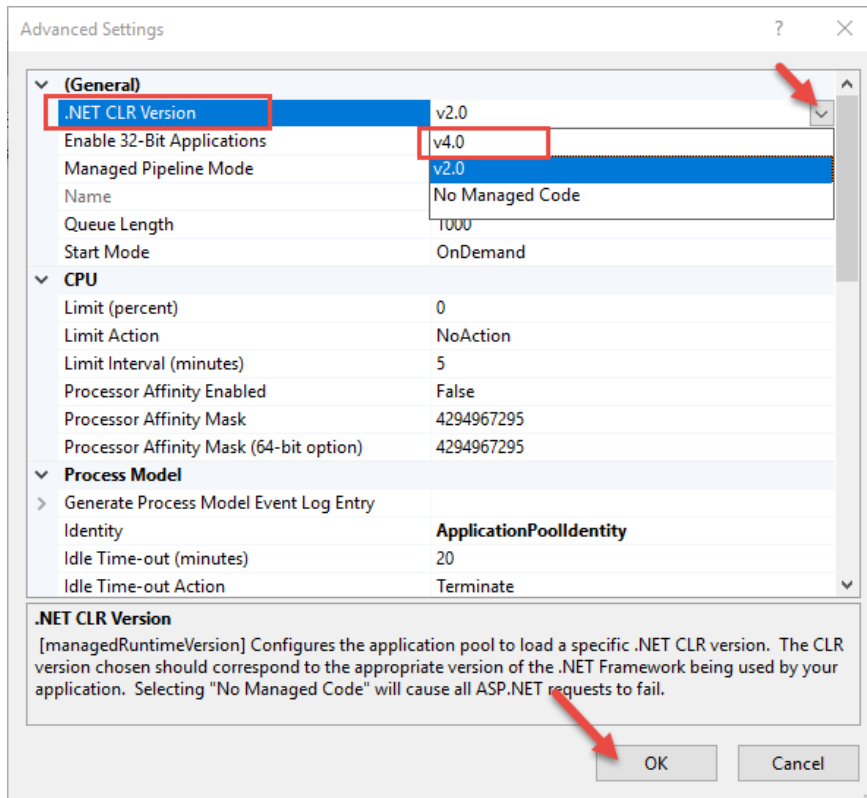 Advanced Settings
(General)
.NET CLR Version v2.0
Enable 32-Bit Applications v4.0
Managed Pipeline Mode v2.0
Name No Managed Code
Queue Length 1000
Start Mode OnDemand
CPU
Limit (percent) 0
Limit Action NoAction
Limit Interval (minutes) 5
Processor Affinity Enabled False
Processor Affinity Mask 4294967295
Processor Affinity Mask (64-bit option) 4294967295
Process Model
Generate Process Model Event Log Entry
Identity ApplicationPoolIdentity
Idle Time-out (minutes) 20
Idle Time-out Action Terminate
.NET CLR Version
[managedRuntimeVersion] Configures the application pool to load a specific .NET CLR version. The CLR
version chosen should correspond to the appropriate version of the .NET Framework being used by your
application. Selecting "No Managed Code" will cause all ASP.NET requests to fail.
OK Cancel